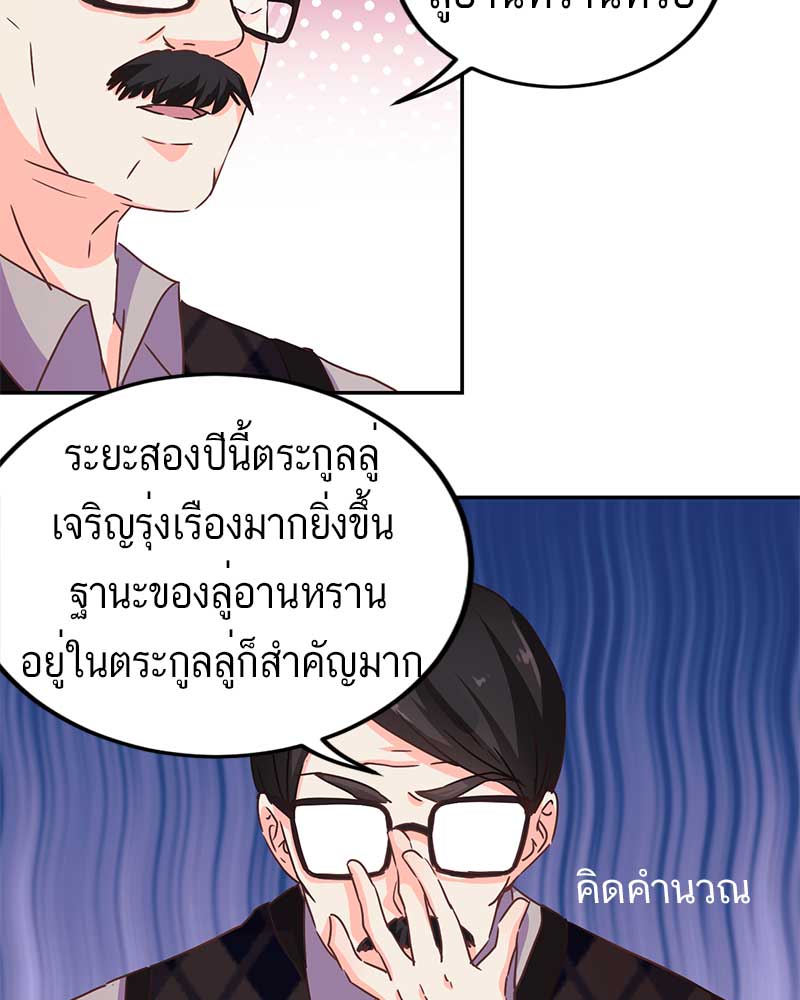 ระยะสองปีนี้ตระกูลลู่
เจริญรุ่งเรืองมากยิ่งขึ้น
ฐานะของลู่อานหราน
อยู่ในตระกูลลู่ก็สำคัญมาก
คิดคำนวณ